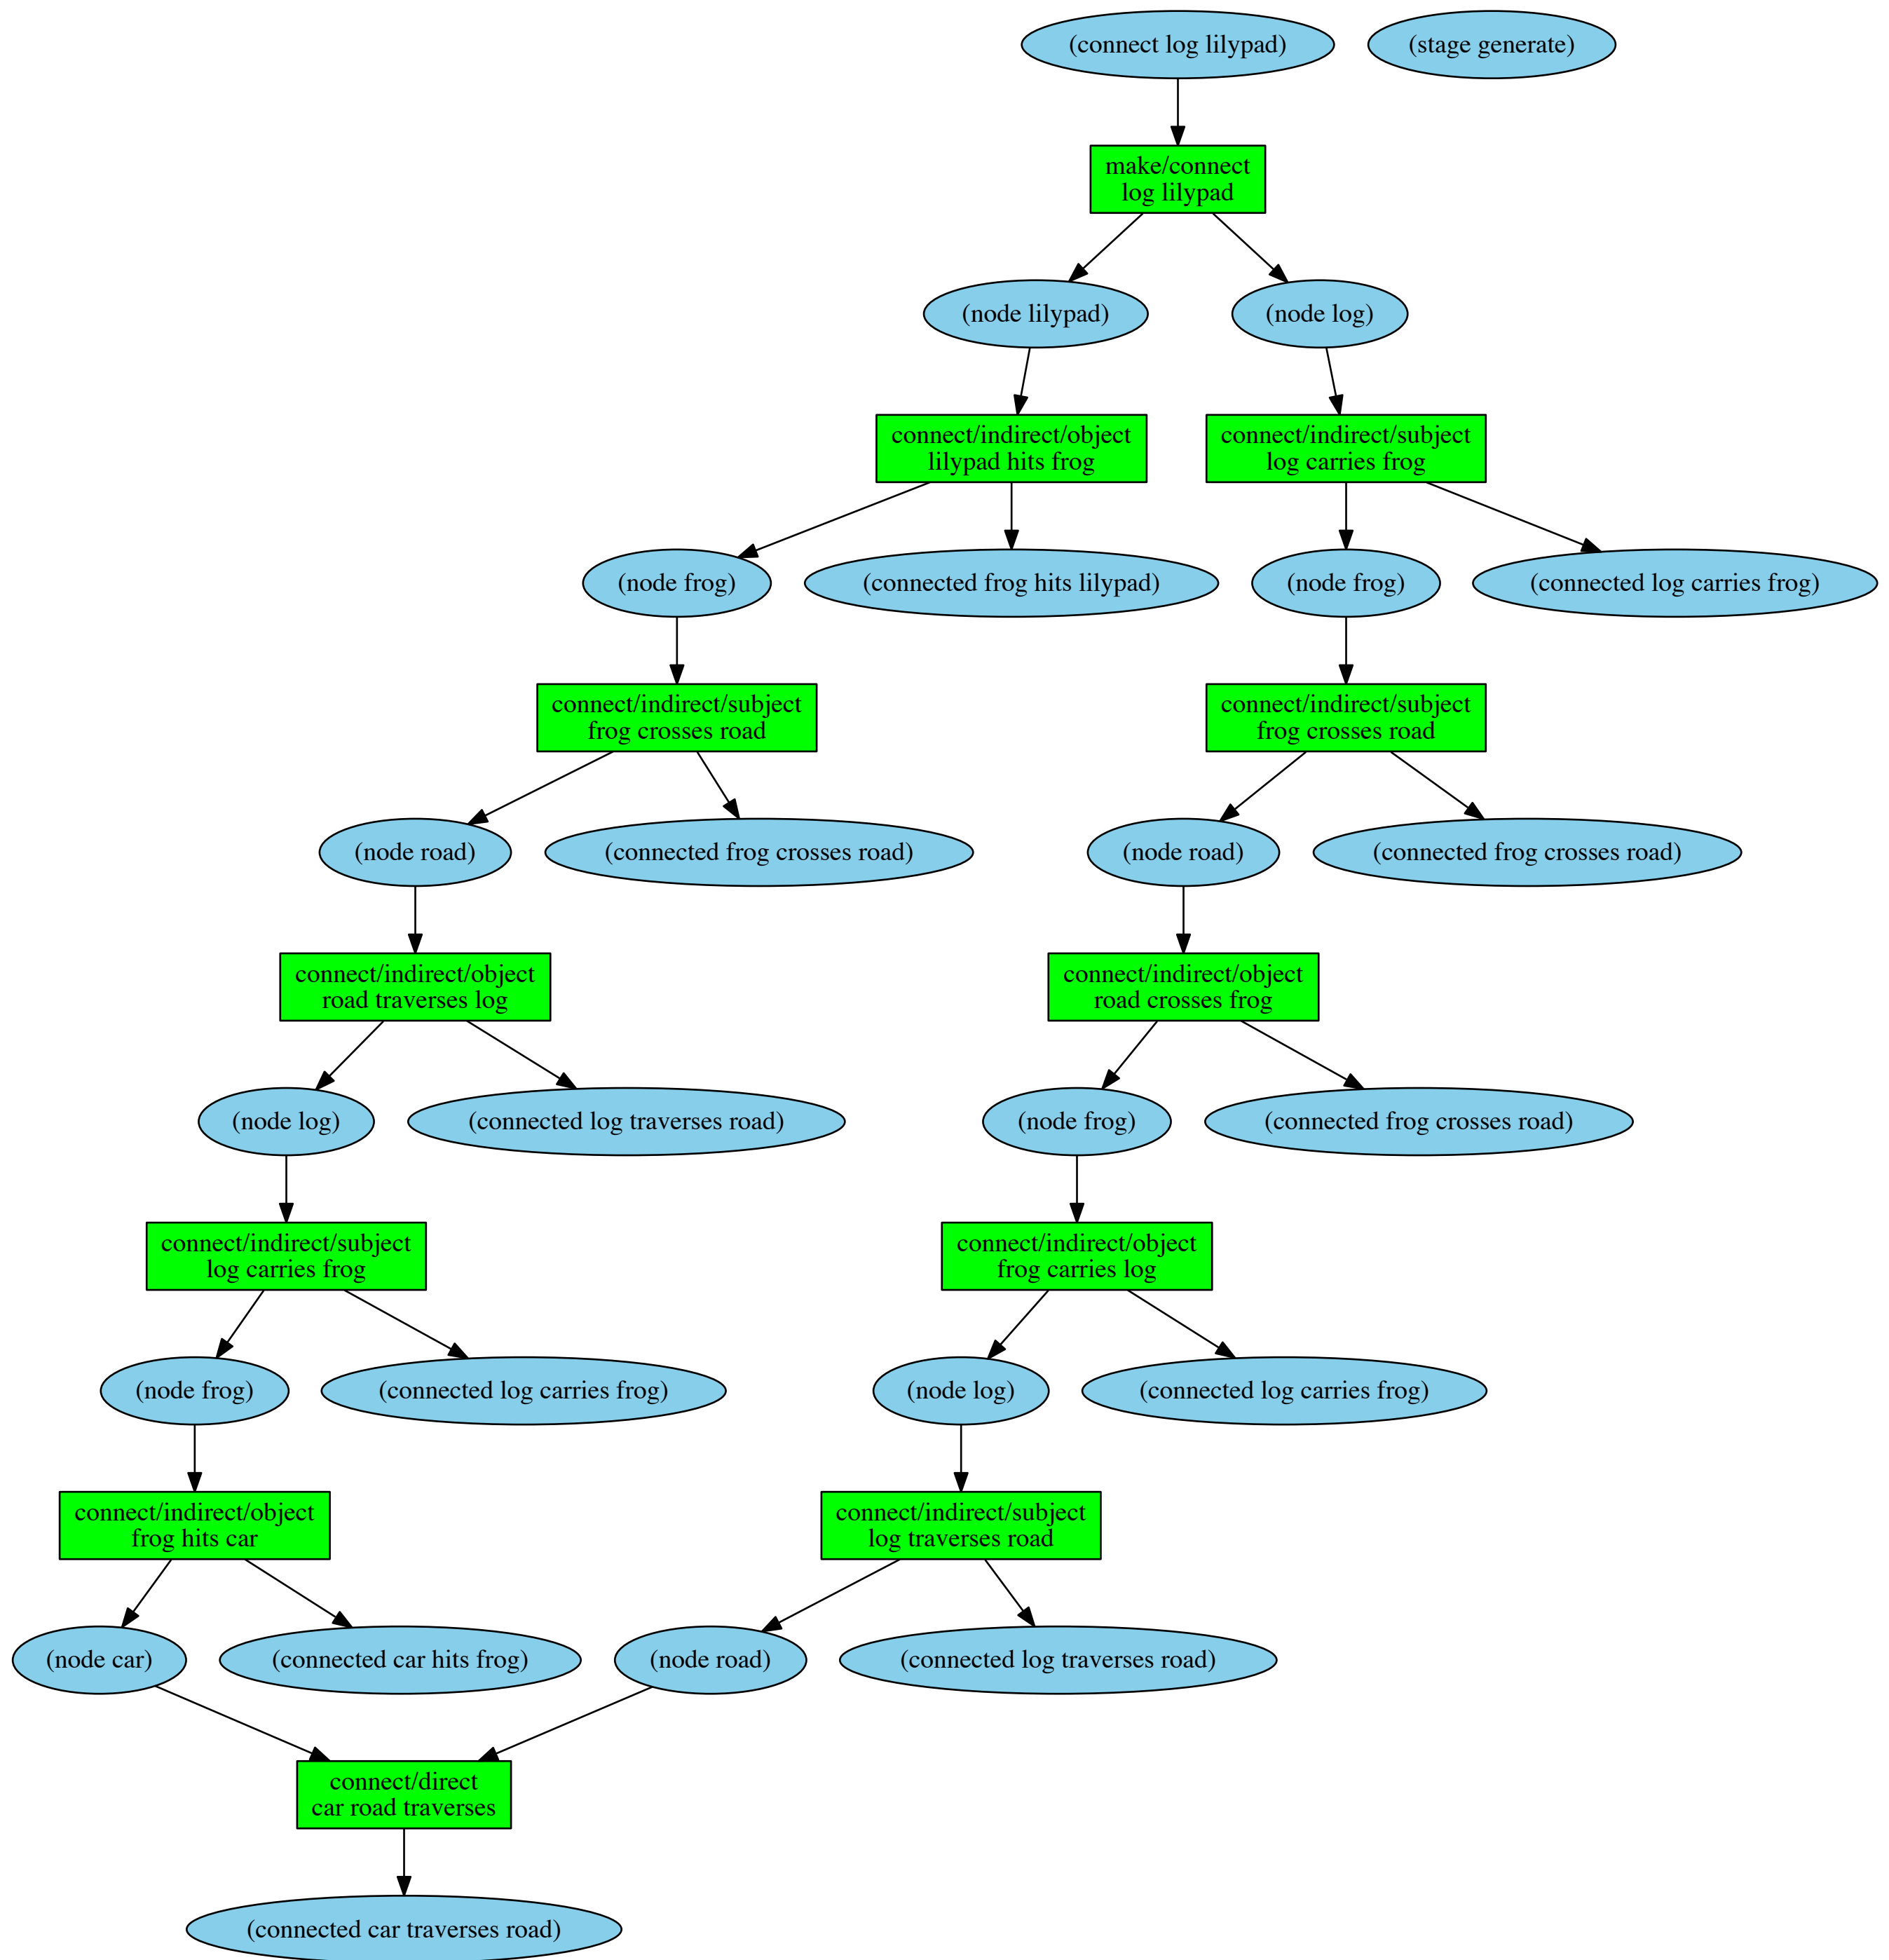 (connect log lilypad)
(stage generate)
make/connect
log lilypad
(node lilypad)
(node log)
connect/indirect/object
lilypad hits frog
connect/indirect/subject
log carries frog
(node frog)
(connected frog hits lilypad)
(node frog)
(connected log carries frog)
connect/indirect/subject
frog crosses road
connect/indirect/subject
frog crosses road
(node road)
(connected frog crosses road)
(node road)
(connected frog crosses road)
connect/indirect/object
road traverses log
connect/indirect/object
road crosses frog
(node log)
(connected log traverses road)
(node frog)
(connected frog crosses road)
connect/indirect/subject
log carries frog
connect/indirect/object
frog carries log
(node frog)
(connected log carries frog)
(node log)
(connected log carries frog)
connect/indirect/object
frog hits car
connect/indirect/subject
log traverses road
(node car)
(connected car hits frog)
(node road)
(connected log traverses road)
connect/direct
car road traverses
(connected car traverses road)